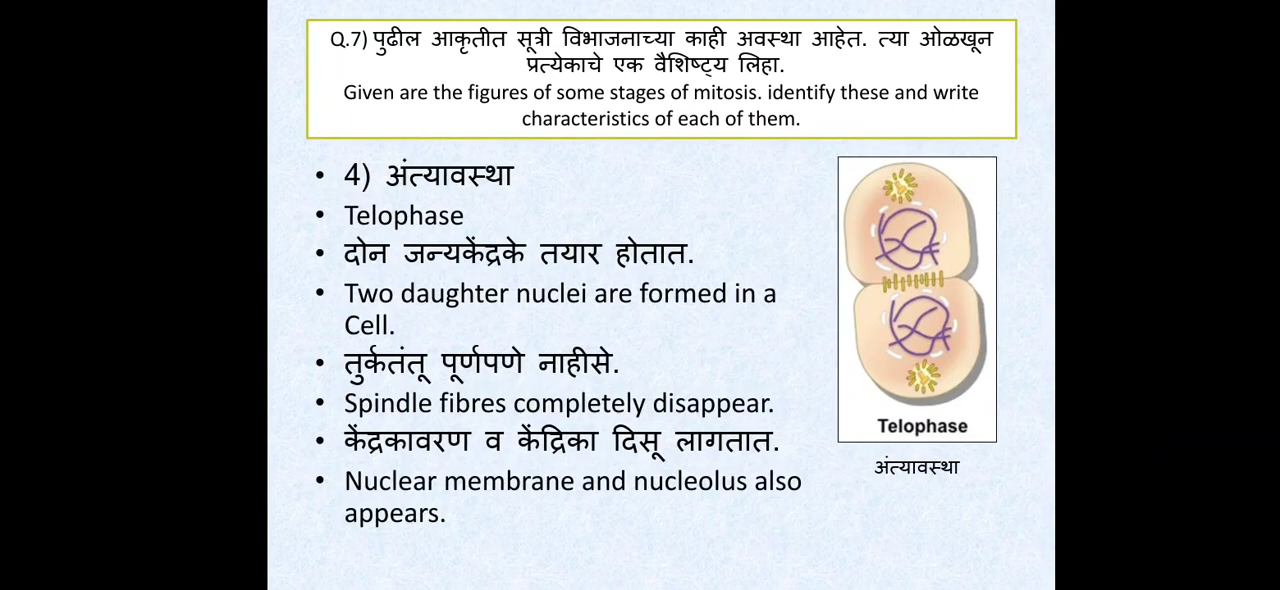 Q.7) पुढील आकृतीत सूत्री विभाजनाच्या काही अवस्था आहेत. त्या ओळखून
प्रत्येकाचे एक वैशिष्ट्य लिहा.
Given are the figures of some stages of mitosis. identify these and write
characteristics of each of them.
• 4) अंत्यावस्था
• Telophase
• दोन जन्यकेंद्रके तयार होतात.
• Two daughter nuclei are formed in a
Cell.
• तुर्कतंतू पूर्णपणे नाहीसे.
• Spindle fibres completely disappear.
• केंद्रकावरण व केंद्रिका दिसू लागतात.
• Nuclear membrane and nucleolus also
appears.
Telophase
अंत्यावस्था